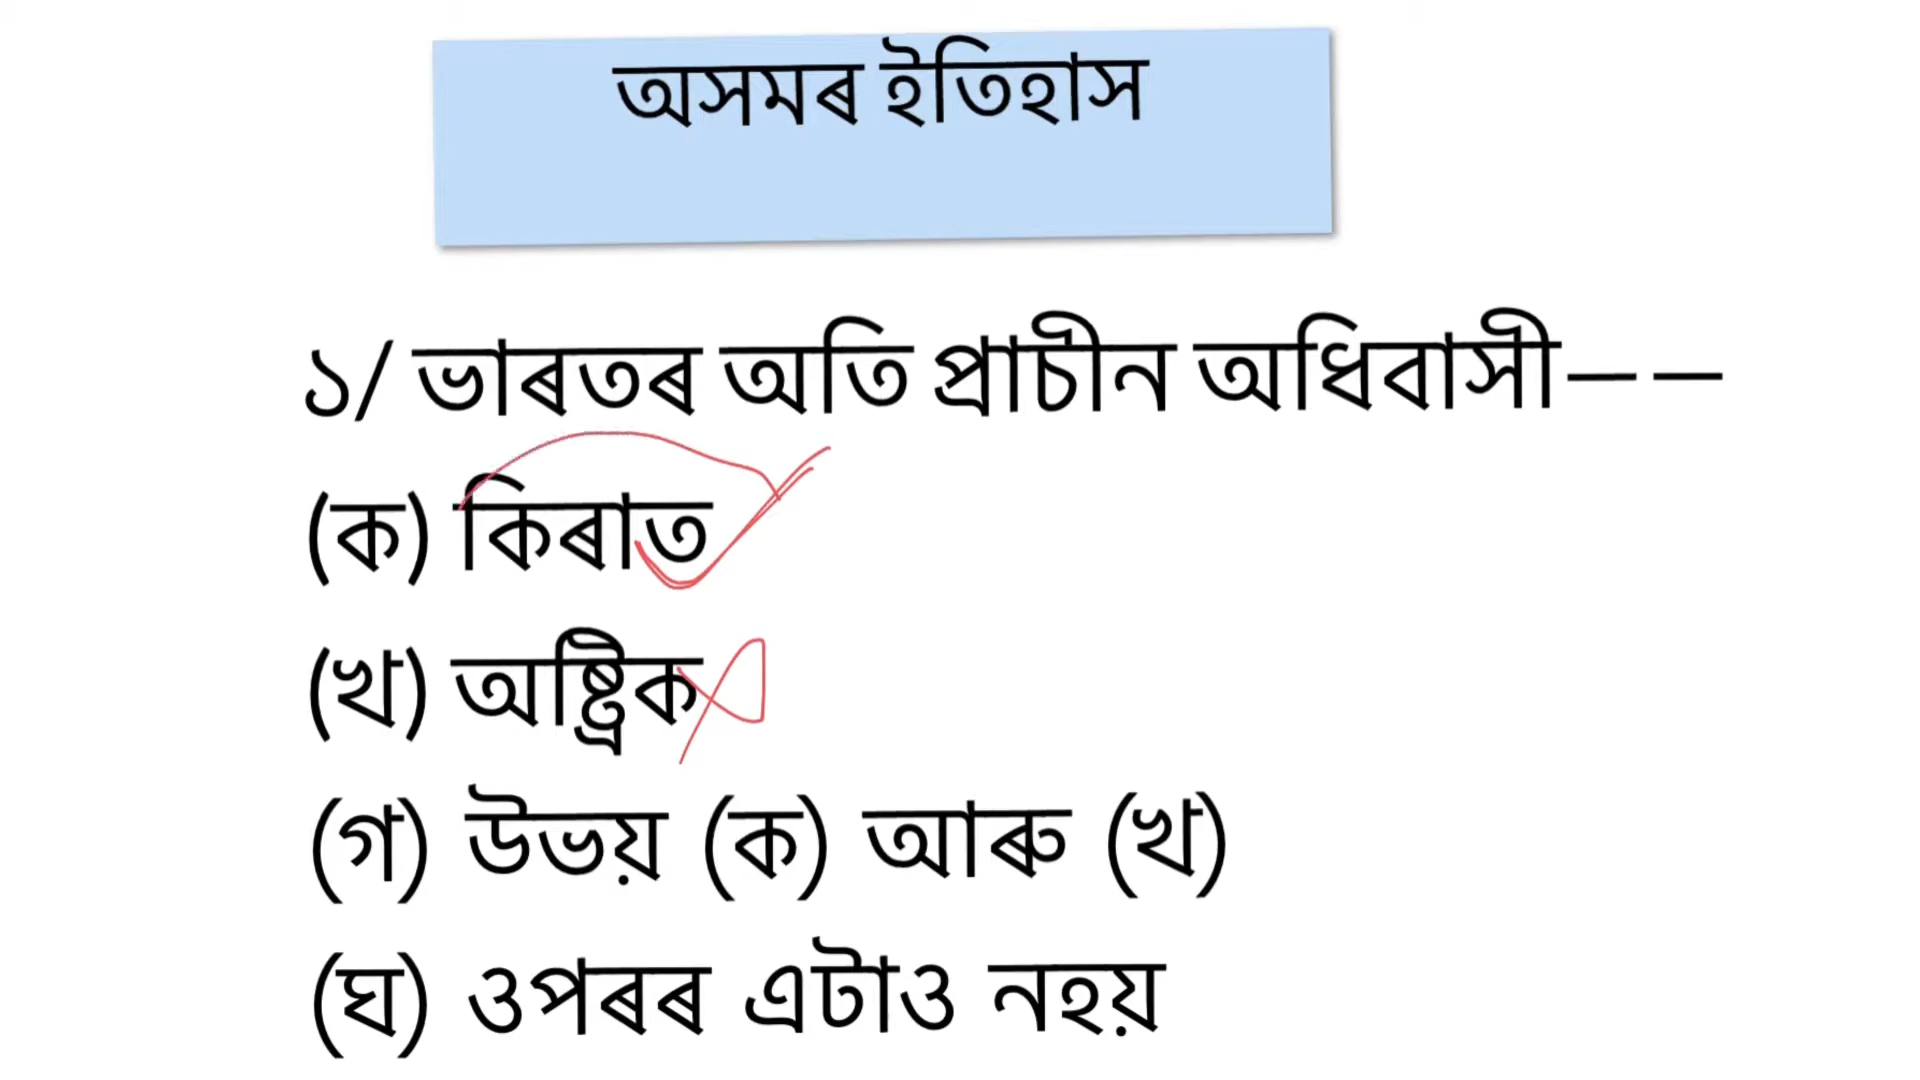 অসমৰ ইতিহাস
১/ ভাৰতৰ অতি প্ৰাচীন অধিবাসী——
(ক) কিৰাত
(খ) অষ্ট্ৰিক
(গ) উভয় (ক) আৰু (খ)
(ঘ) ওপৰৰ এটাও নহয়